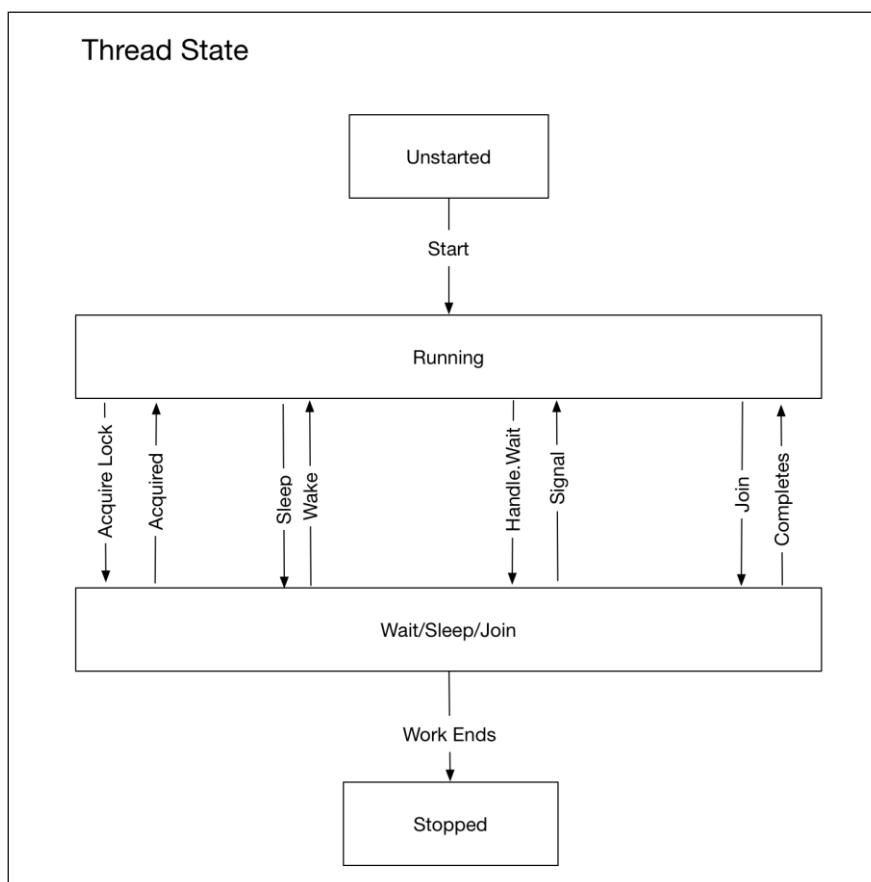 Thread State
Unstarted
Start
Running
Acquire Lock
Acquired
Sleep
Wake
Handle.Wait
Signal
Join
Completes
Wait/Sleep/Join
Work Ends
Stopped